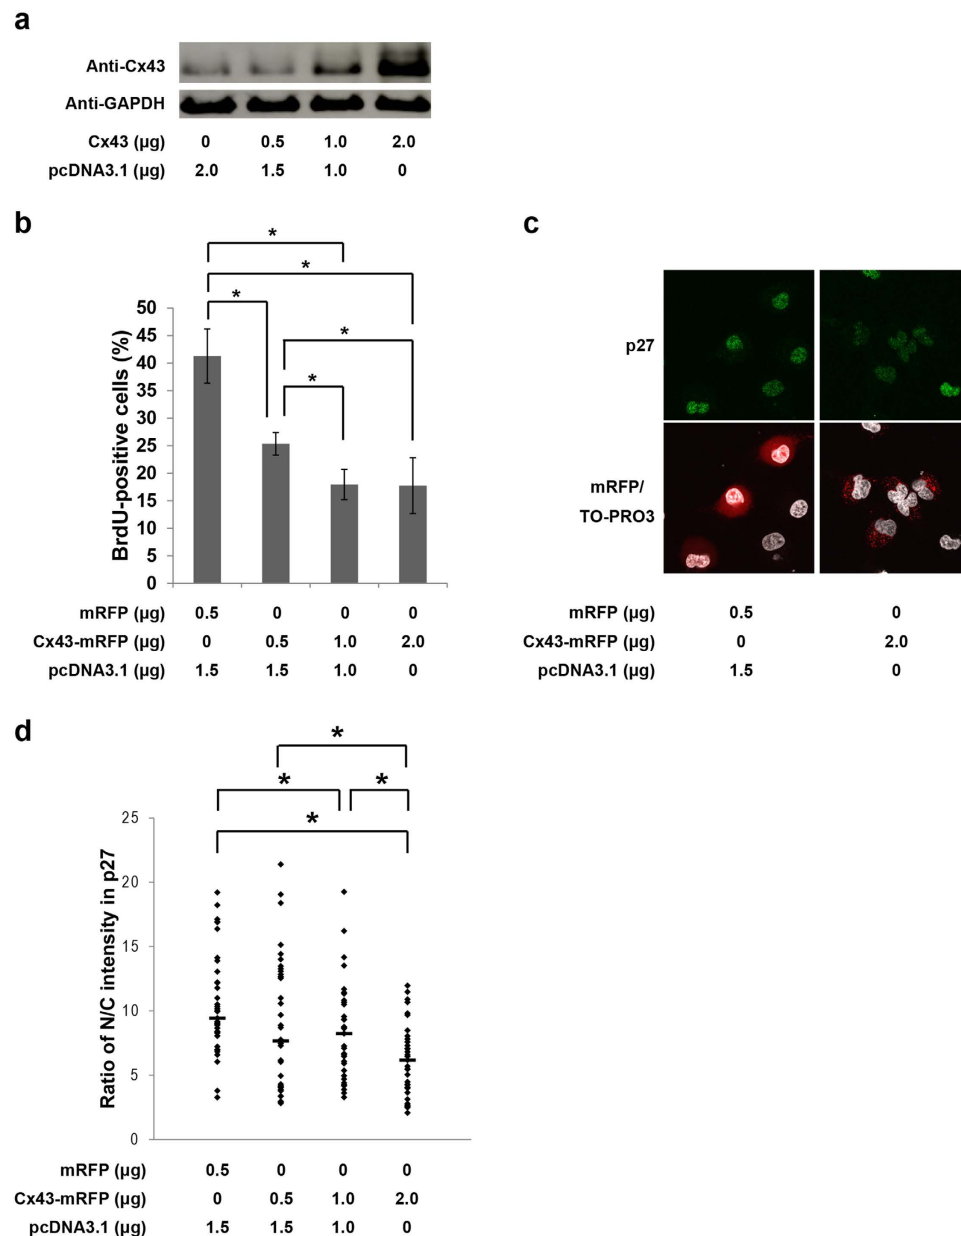 a
Anti-Cx43
Anti-GAPDH
Cx43 (µg) 0 0.5 1.0 2.0
pcDNA3.1 (µg) 2.0 1.5 1.0 0
b
* * * * *
BrdU-positive cells (%)
50
45
40
35
30
25
20
15
10
5
0
mRFP (µg) 0.5 0 0 0
Cx43-mRFP (µg) 0 0.5 1.0 2.0
pcDNA3.1 (µg) 1.5 1.5 1.0 0
c
p27
mRFP/
TO-PRO3
mRFP (µg) 0.5 0
Cx43-mRFP (µg) 0 2.0
pcDNA3.1 (µg) 1.5 0
d
* * * *
Ratio of N/C intensity in p27
25
20
15
10
5
0
mRFP (µg) 0.5 0 0 0
Cx43-mRFP (µg) 0 0.5 1.0 2.0
pcDNA3.1 (µg) 1.5 1.5 1.0 0